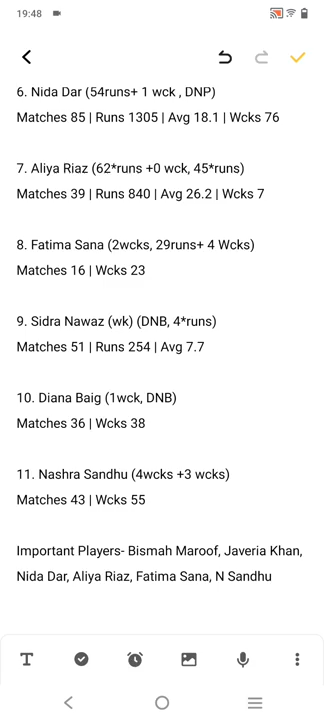 19:48
6. Nida Dar (54runs+ 1 wck , DNP)
Matches 85 | Runs 1305 | Avg 18.1 | Wcks 76
7. Aliya Riaz (62*runs +0 wck, 45*runs)
Matches 39 | Runs 840 | Avg 26.2 | Wcks 7
8. Fatima Sana (2wcks, 29runs+ 4 Wcks)
Matches 16 | Wcks 23
9. Sidra Nawaz (wk) (DNB, 4*runs)
Matches 51 | Runs 254 | Avg 7.7
10. Diana Baig (1wck, DNB)
Matches 36 | Wcks 38
11. Nashra Sandhu (4wcks +3 wcks)
Matches 43 | Wcks 55
Important Players- Bismah Maroof, Javeria Khan,
Nida Dar, Aliya Riaz, Fatima Sana, N Sandhu
T